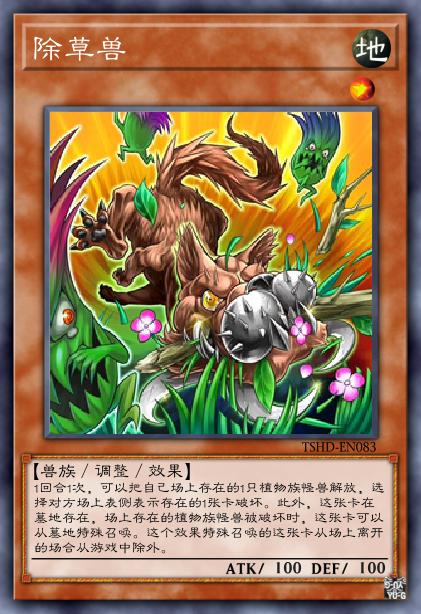 除草兽
地
TSHD-EN083
【兽族／调整／效果】
1回合1次，可以把自己场上存在的1只植物族怪兽解放，选
择对方场上表侧表示存在的1张卡破坏。此外，这张卡在
墓地存在，场上存在的植物族怪兽被破坏时，这张卡可以
从墓地特殊召唤。这个效果特殊召唤的这张卡从场上离开
的场合从游戏中除外。
ATK/ 100 DEF/ 100